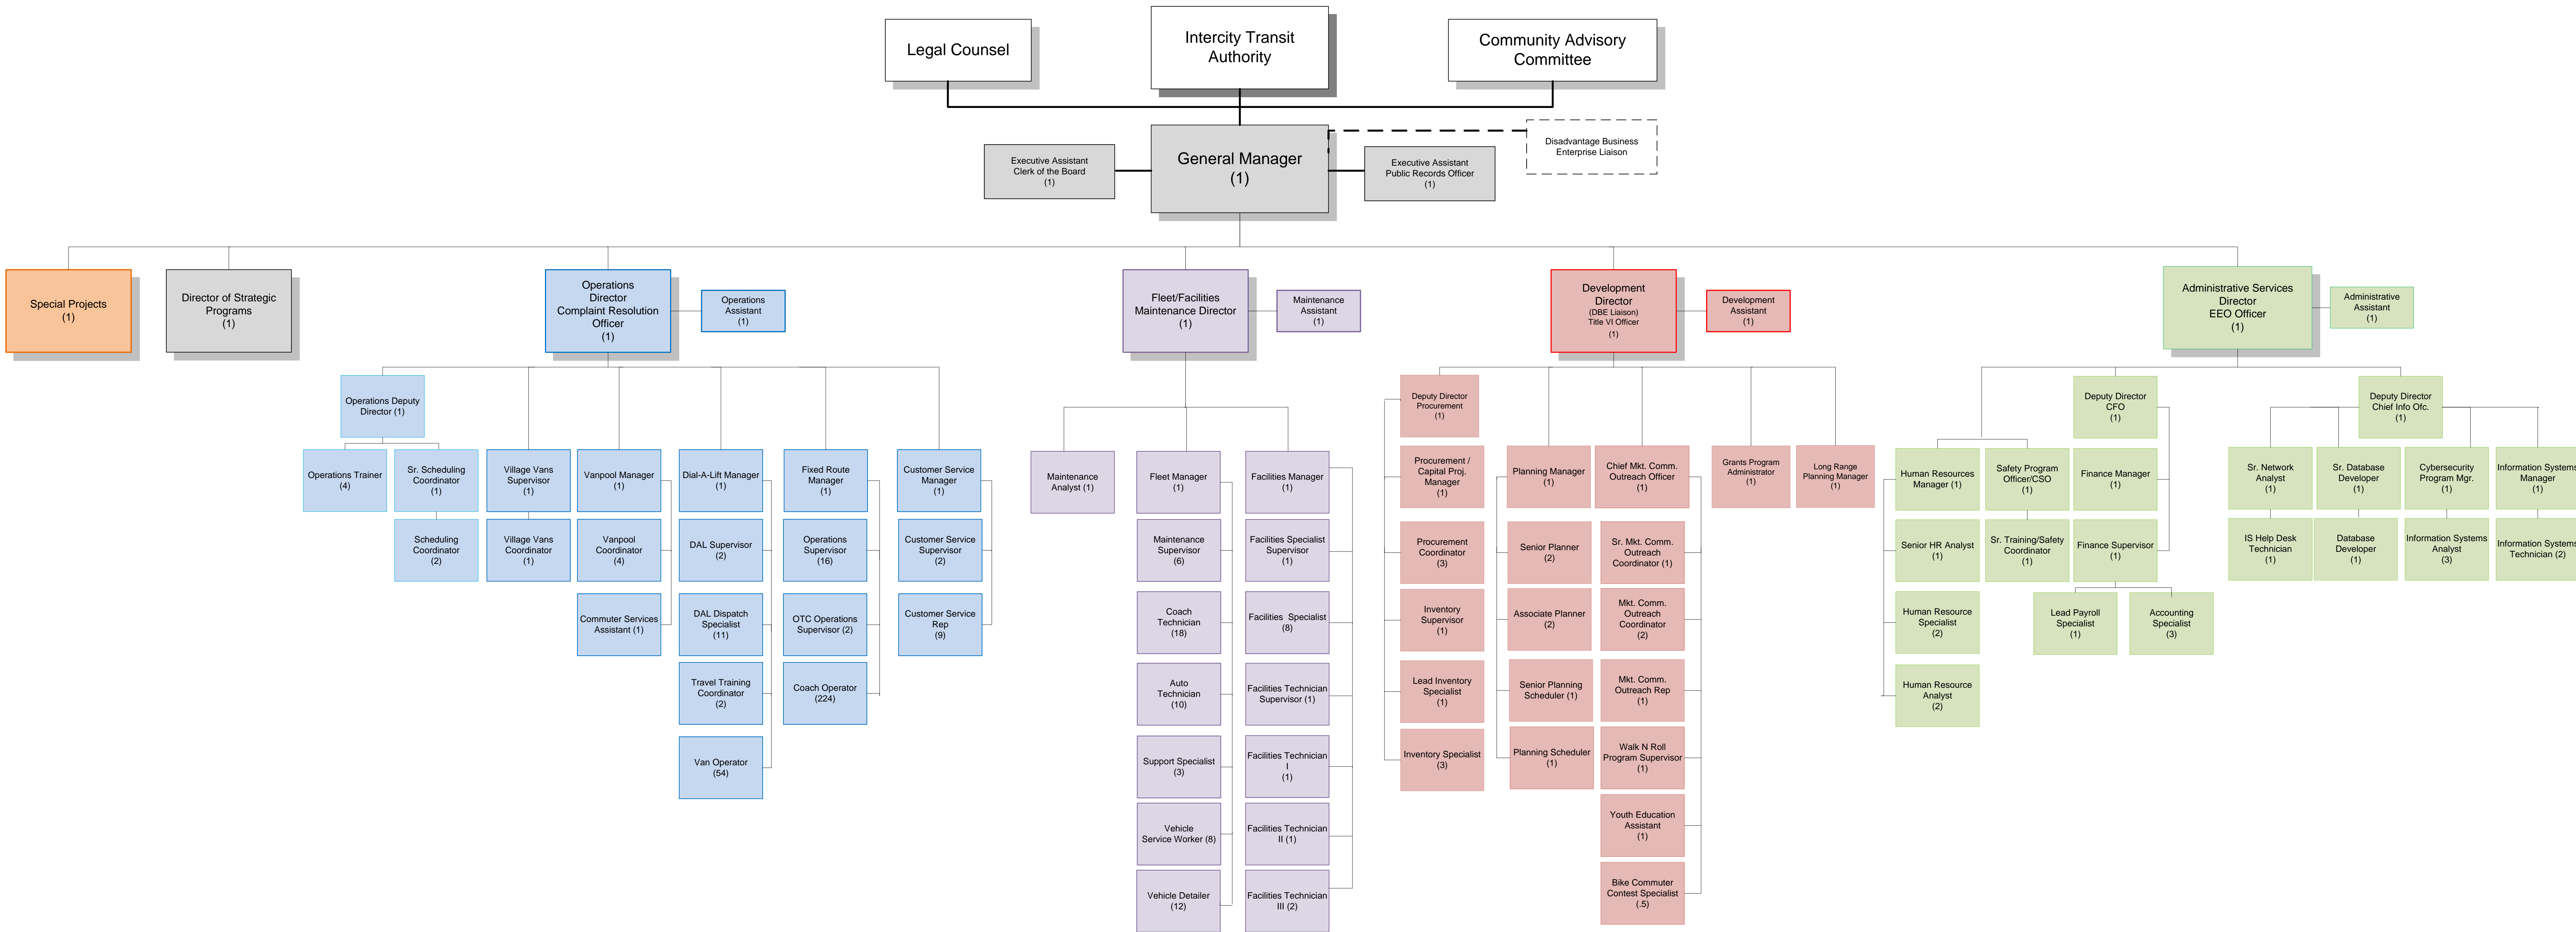 Legal Counsel
Intercity Transit
Authority
Community Advisory
Committee
Disadvantage Business
Enterprise Liaison
Executive Assistant
Clerk of the Board
(1)
General Manager
(1)
Executive Assistant
Public Records Officer
(1)
Special Projects
(1)
Director of Strategic
Programs
(1)
Operations
Director
Complaint Resolution
Officer
(1)
Operations
Assistant
(1)
Fleet/Facilities
Maintenance Director
(1)
Maintenance
Assistant
(1)
Development
Director
(DBE Liaison)
Title VI Officer
(1)
Development
Assistant
(1)
Administrative Services
Director
EEO Officer
(1)
Administrative
Assistant
(1)
Operations Deputy
Director (1)
Operations Trainer
(4)
Sr. Scheduling
Coordinator
(1)
Scheduling
Coordinator
(2)
Village Vans
Supervisor
(1)
Village Vans
Coordinator
(1)
Vanpool Manager
(1)
Vanpool
Coordinator
(4)
Commuter Services
Assistant (1)
Dial-A-Lift Manager
(1)
DAL Supervisor
(2)
DAL Dispatch
Specialist
(11)
Travel Training
Coordinator
(2)
Van Operator
(54)
Fixed Route
Manager
(1)
Operations
Supervisor
(16)
OTC Operations
Supervisor (2)
Coach Operator
(224)
Customer Service
Manager
(1)
Customer Service
Supervisor
(2)
Customer Service
Rep
(9)
Maintenance
Analyst (1)
Fleet Manager
(1)
Maintenance
Supervisor
(6)
Coach
Technician
(18)
Auto
Technician
(10)
Support Specialist
(3)
Vehicle
Service Worker (8)
Vehicle Detailer
(12)
Facilities Manager
(1)
Facilities Specialist
Supervisor
(1)
Facilities Specialist
(8)
Facilities Technician
Supervisor (1)
Facilities Technician
I
(1)
Facilities Technician
II (1)
Facilities Technician
III (2)
Deputy Director
Procurement
(1)
Procurement /
Capital Proj.
Manager
(1)
Procurement
Coordinator
(3)
Inventory
Supervisor
(1)
Lead Inventory
Specialist
(1)
Inventory Specialist
(3)
Planning Manager
(1)
Senior Planner
(2)
Associate Planner
(2)
Senior Planning
Scheduler (1)
Planning Scheduler
(1)
Chief Mkt. Comm.
Outreach Officer
(1)
Sr. Mkt. Comm.
Outreach
Coordinator (1)
Mkt. Comm.
Outreach
Coordinator
(2)
Mkt. Comm.
Outreach Rep
(1)
Walk N Roll
Program Supervisor
(1)
Youth Education
Assistant
(1)
Bike Commuter
Contest Specialist
(.5)
Grants Program
Administrator
(1)
Long Range
Planning Manager
(1)
Human Resources
Manager (1)
Senior HR Analyst
(1)
Human Resource
Specialist
(2)
Human Resource
Analyst
(2)
Safety Program
Officer/CSO
(1)
Sr. Training/Safety
Coordinator
(1)
Deputy Director
CFO
(1)
Finance Manager
(1)
Finance Supervisor
(1)
Lead Payroll
Specialist
(1)
Accounting
Specialist
(3)
Deputy Director
Chief Info Ofc.
(1)
Sr. Network
Analyst
(1)
IS Help Desk
Technician
(1)
Sr. Database
Developer
(1)
Database
Developer
(1)
Cybersecurity
Program Mgr.
(1)
Information Systems
Analyst
(3)
Information Systems
Manager
(1)
Information Systems
Technician (2)